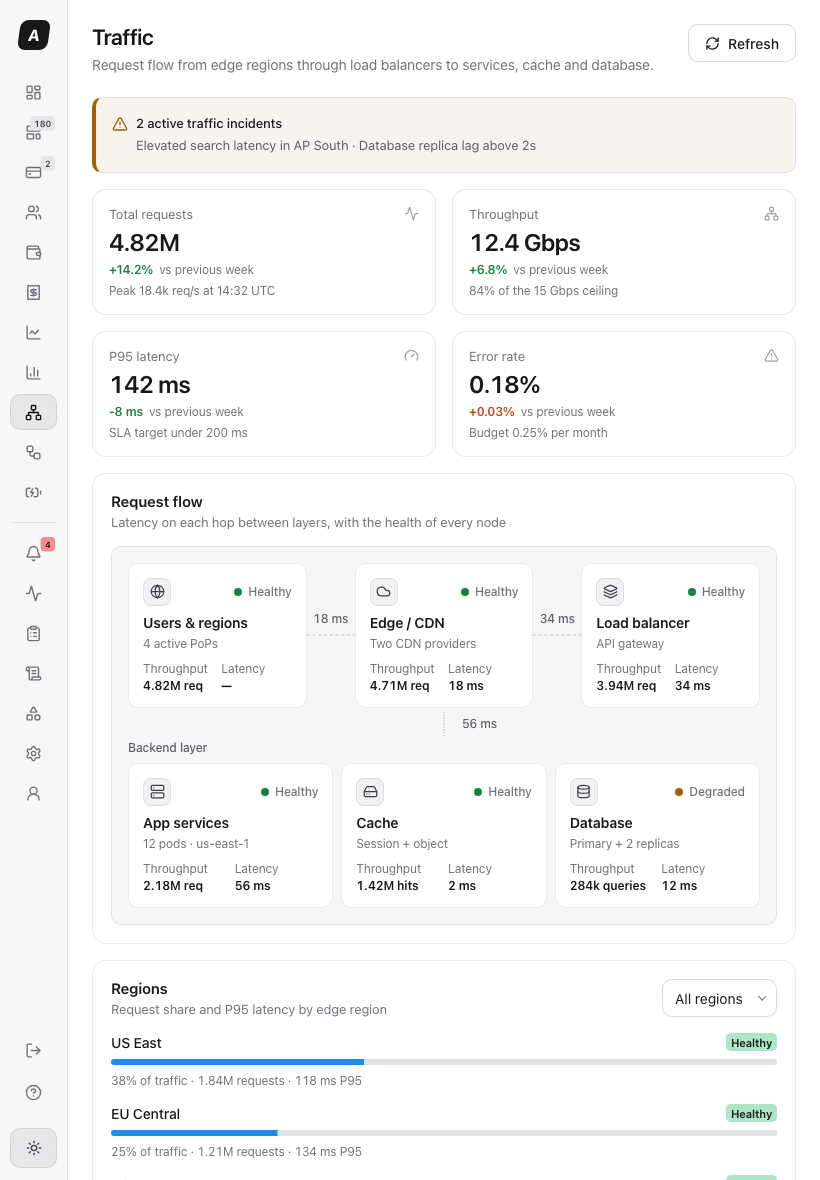 A
Traffic
Request flow from edge regions through load balancers to services, cache and database.
Refresh
180
2
4
2 active traffic incidents
Elevated search latency in AP South · Database replica lag above 2s
Total requests
4.82M
+14.2% vs previous week
Peak 18.4k req/s at 14:32 UTC
Throughput
12.4 Gbps
+6.8% vs previous week
84% of the 15 Gbps ceiling
P95 latency
142 ms
-8 ms vs previous week
SLA target under 200 ms
Error rate
0.18%
+0.03% vs previous week
Budget 0.25% per month
Request flow
Latency on each hop between layers, with the health of every node
Healthy
Users & regions
4 active PoPs
Throughput Latency
4.82M req —
18 ms
Healthy
Edge / CDN
Two CDN providers
Throughput Latency
4.71M req 18 ms
34 ms
Healthy
Load balancer
API gateway
Throughput Latency
3.94M req 34 ms
56 ms
Backend layer
Healthy
App services
12 pods · us-east-1
Throughput Latency
2.18M req 56 ms
Healthy
Cache
Session + object
Throughput Latency
1.42M hits 2 ms
Degraded
Database
Primary + 2 replicas
Throughput Latency
284k queries 12 ms
Regions
Request share and P95 latency by edge region
All regions
US East
Healthy
38% of traffic · 1.84M requests · 118 ms P95
EU Central
Healthy
25% of traffic · 1.21M requests · 134 ms P95